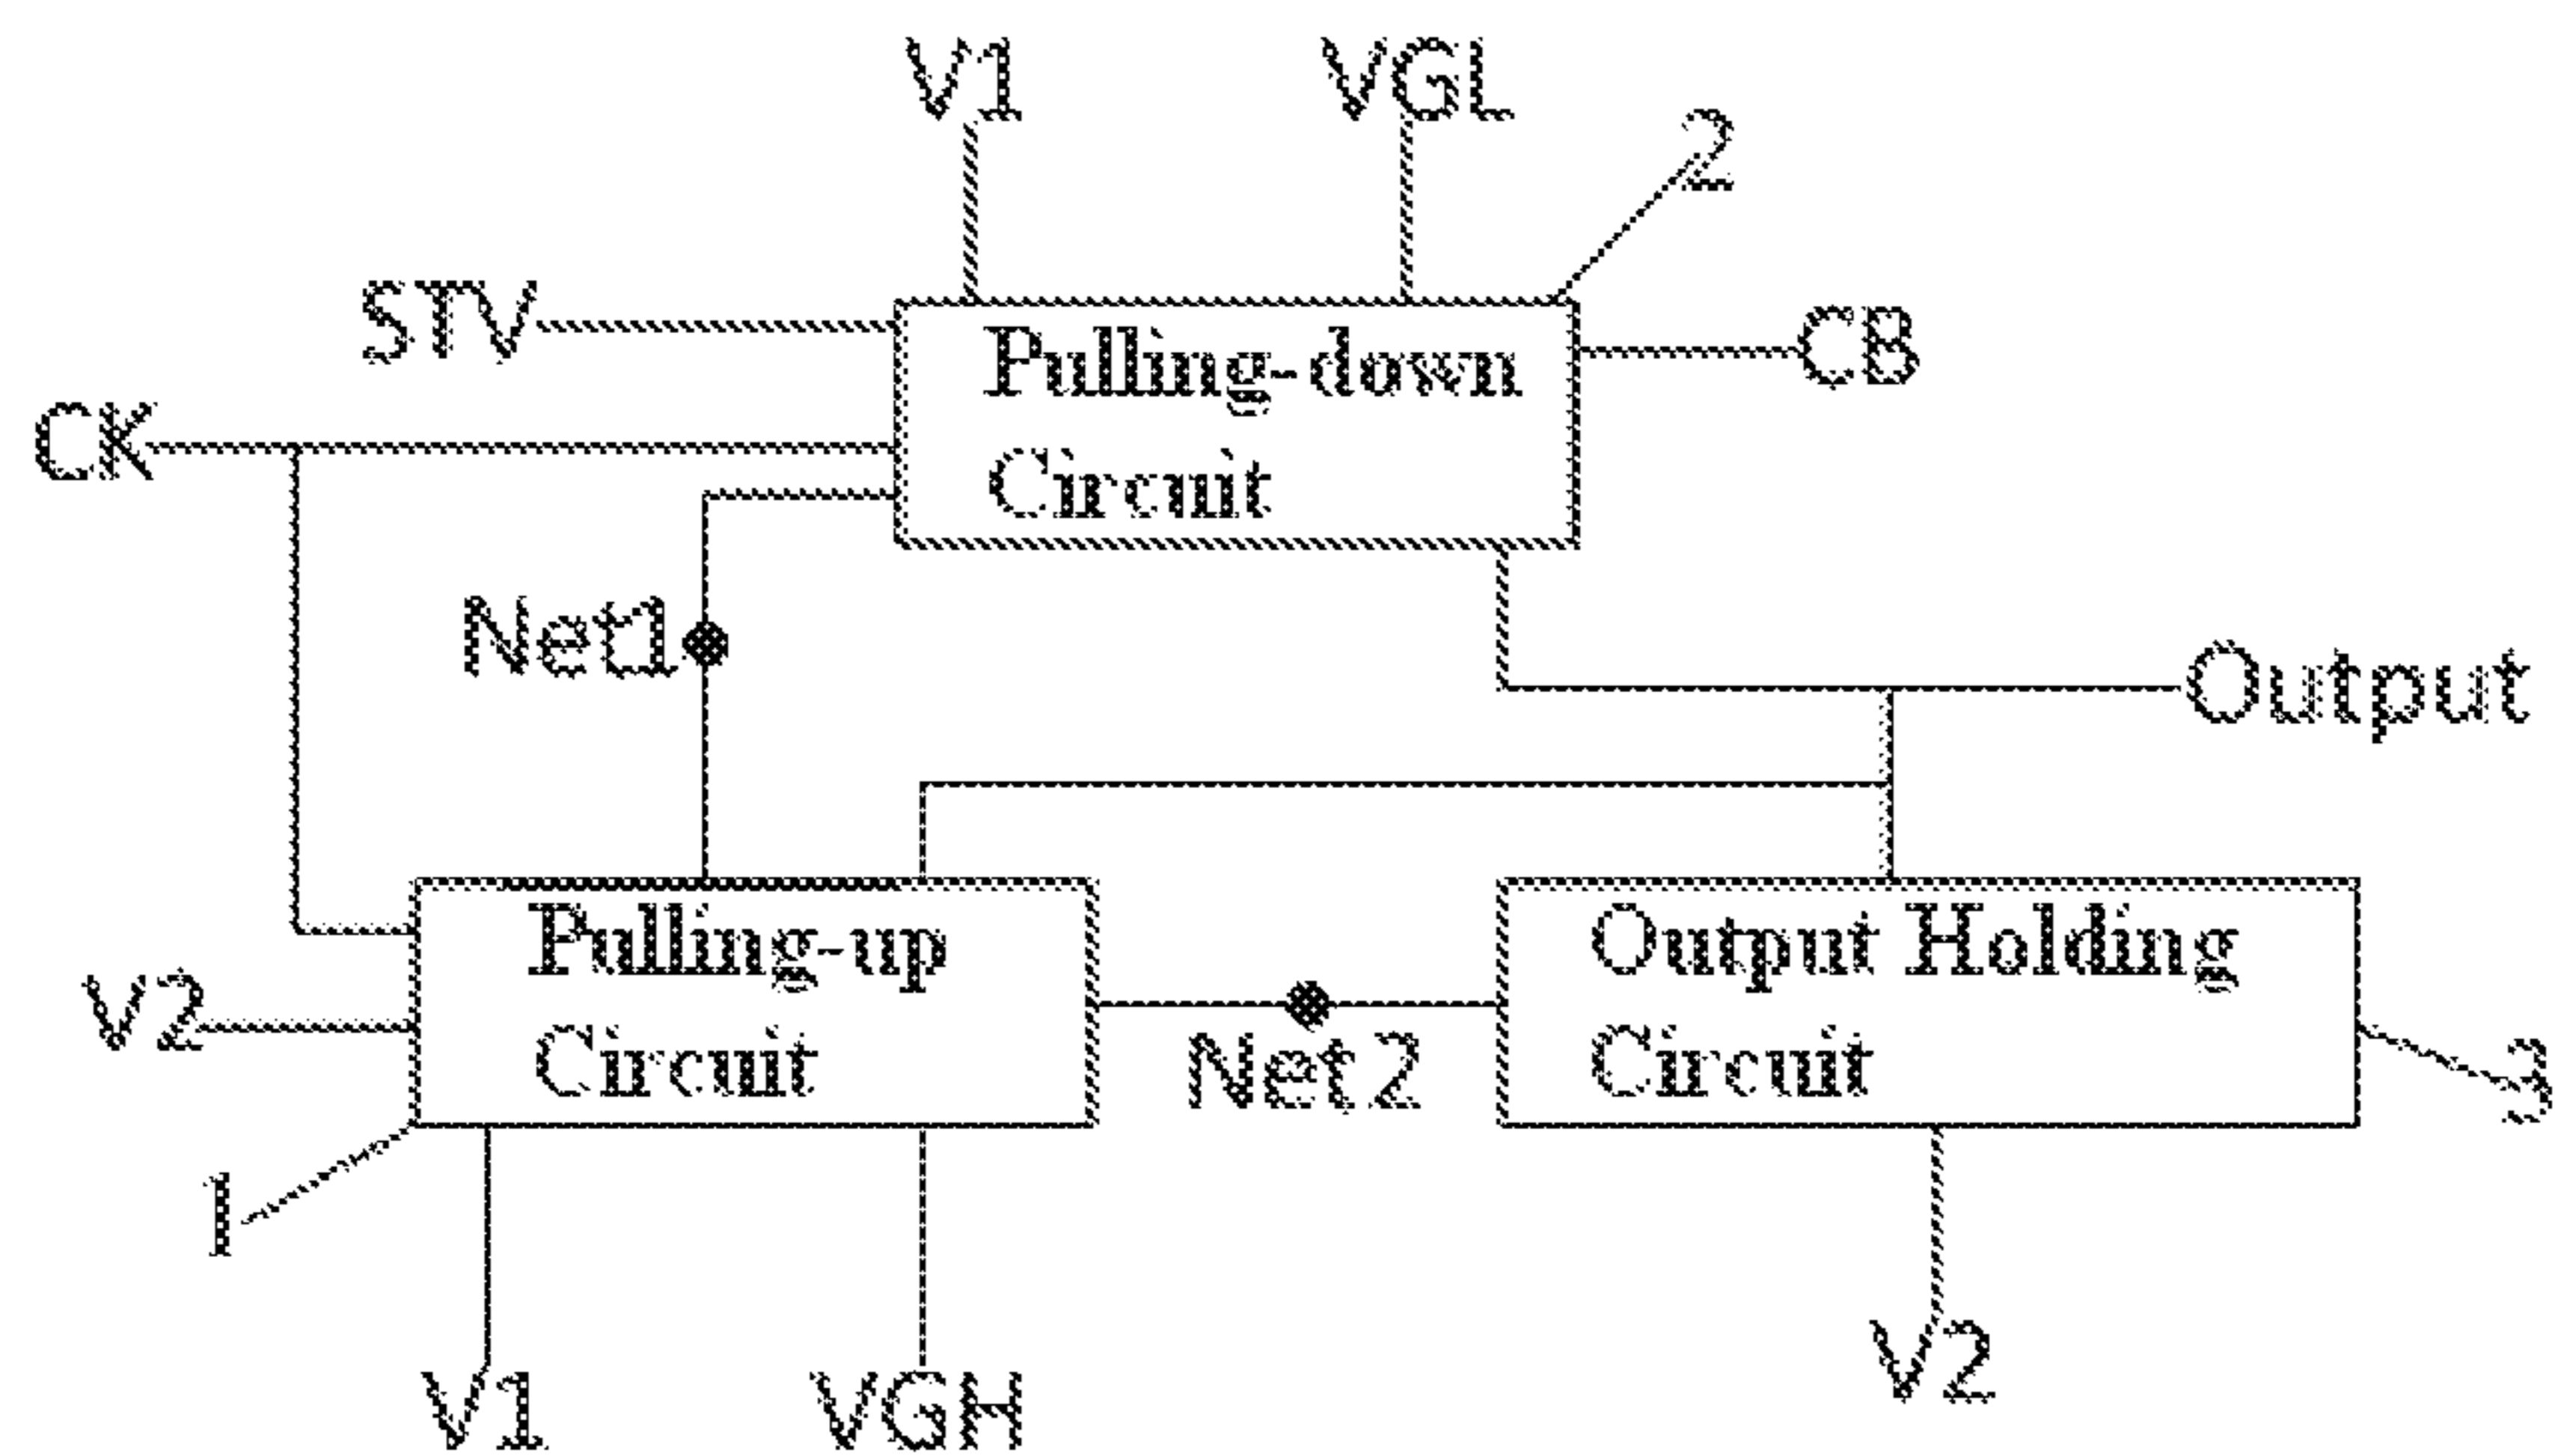 V1 VGL
2
STV
Pulling-down
CB
CK
Circuit
Net1
Output
Pulling-up
Output Holding
V2
Circuit
Net2
Circuit
3
1
V1 VGH
V2